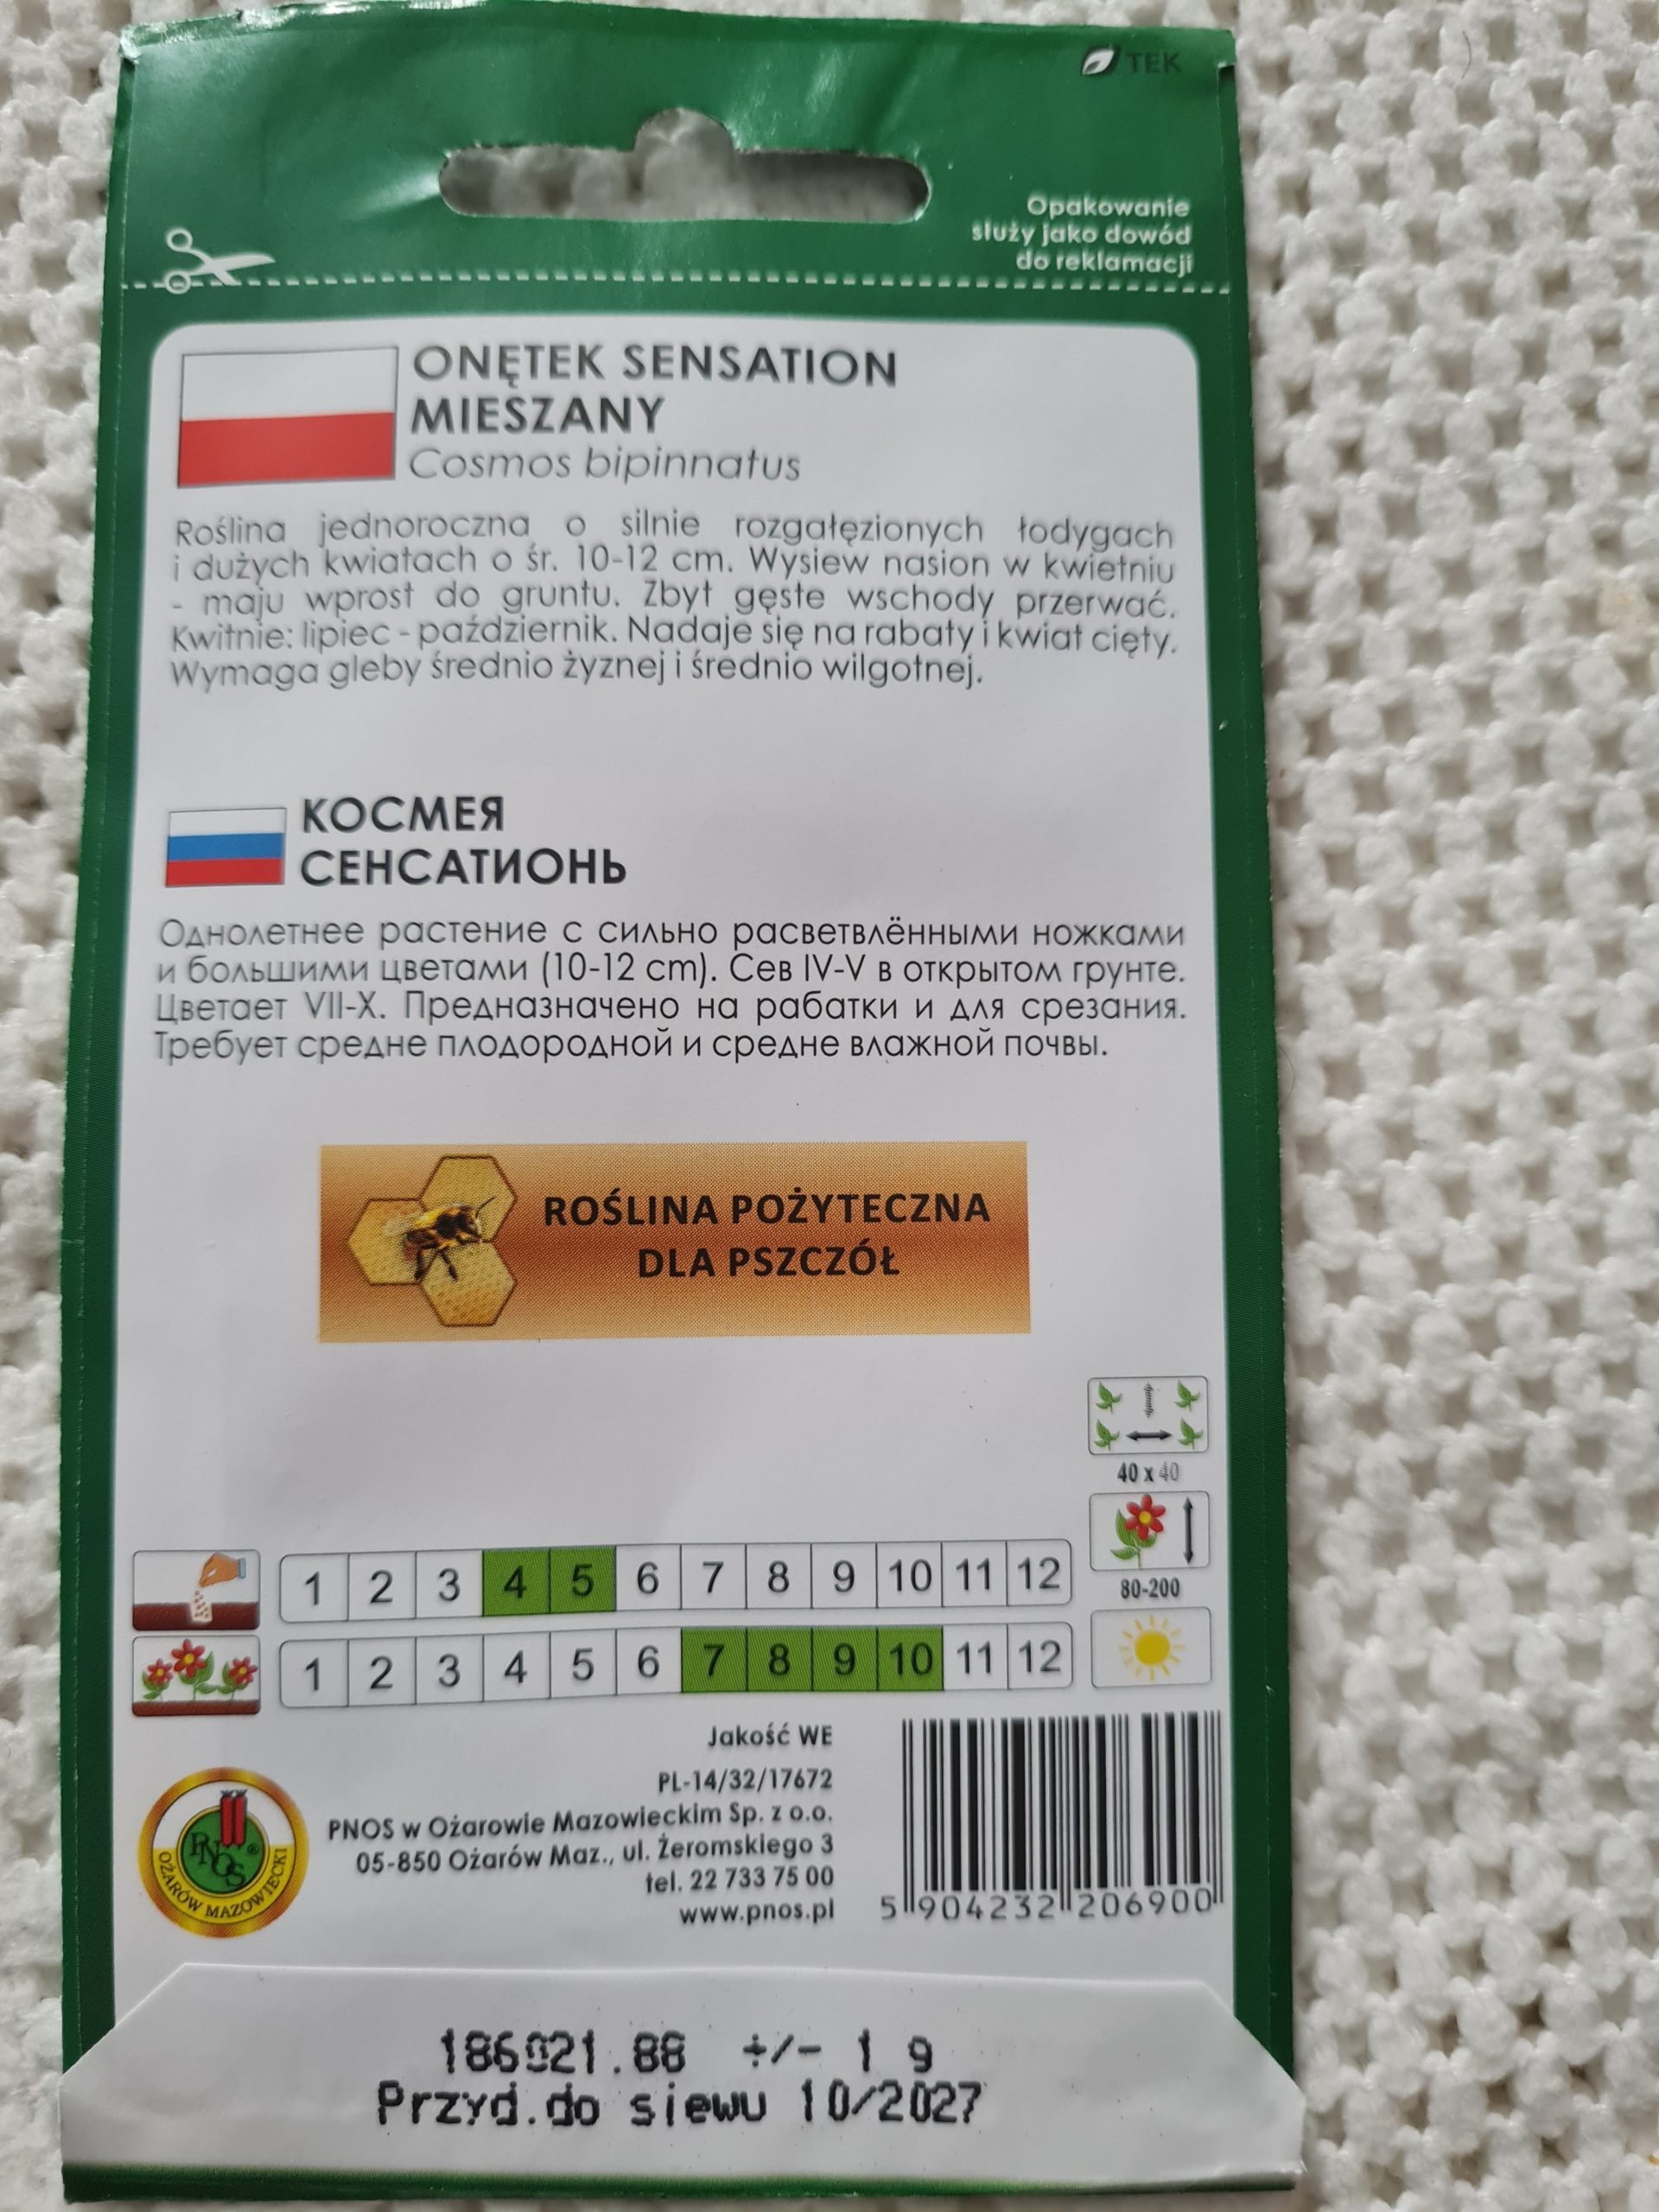 TEK
Opakowanie
służy jako dowód
do reklamacji
ONĘTEK SENSATION
MIESZANY
Cosmos bipinnatus
Roślina jednoroczna o silnie rozgałęzionych łodygach
i dużych kwiatach o śr. 10-12 cm. Wysiew nasion w kwietniu
- maju wprost do gruntu. Zbyt gęste wschody przerwać.
Kwitnie: lipiec - październik. Nadaje się na rabaty i kwiat cięty.
Wymaga gleby średnio żyznej i średnio wilgotnej.
КОСМЕЯ
СЕНСАТИОНЬ
Однолетнее растение с сильно расветвлёнными ножками
и большими цветами (10-12 cm). Сев IV-V в открытом грунте.
Цветает VII-X. Предназначено на рабатки и для срезания.
Требует средне плодородной и средне влажной почвы.
ROŚLINA POŻYTECZNA
DLA PSZCZÓŁ
40 x 40
80-200
1 2 3 4 5 6 7 8 9 10 11 12
1 2 3 4 5 6 7 8 9 10 11 12
Jakość WE
PL-14/32/17672
PNOS w Ożarowie Mazowieckim Sp. z o.o.
05-850 Ożarów Maz., ul. Żeromskiego 3
tel. 22 733 75 00
www.pnos.pl
PNOS ®
OŻARÓW MAZOWIECKI
5 904232 206900
+/- 1 g
Przyd.do siewu 10/2027